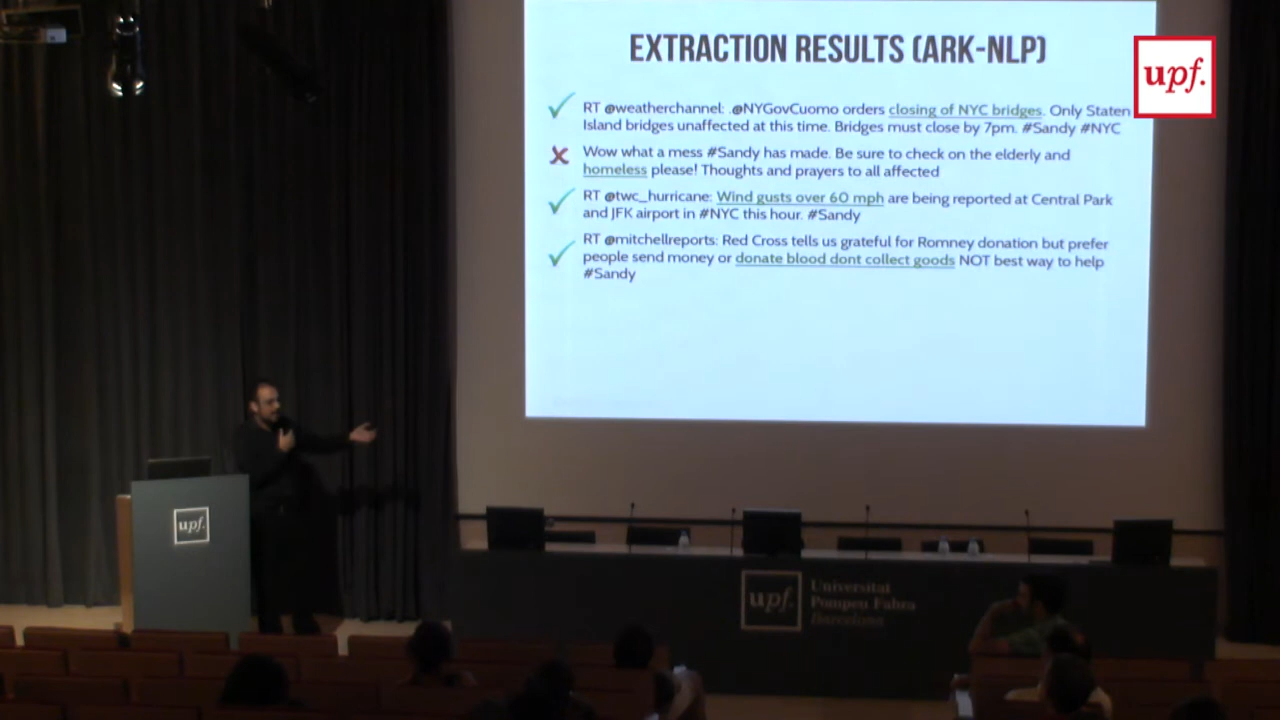 EXTRACTION RESULTS (ARK-NLP)
upf.
RT @weatherchannel: .@NYGovCuomo orders closing of NYC bridges. Only Staten
Island bridges unaffected at this time. Bridges must close by 7pm. #Sandy #NYC
Wow what a mess #Sandy has made. Be sure to check on the elderly and
homeless please! Thoughts and prayers to all affected
RT @twc_hurricane: Wind gusts over 60 mph are being reported at Central Park
and JFK airport in #NYC this hour. #Sandy
RT @mitchellreports: Red Cross tells us grateful for Romney donation but prefer
people send money or donate blood dont collect goods NOT best way to help
#Sandy
upf.
upf.
Universitat
Pompeu Fabra
Barcelona